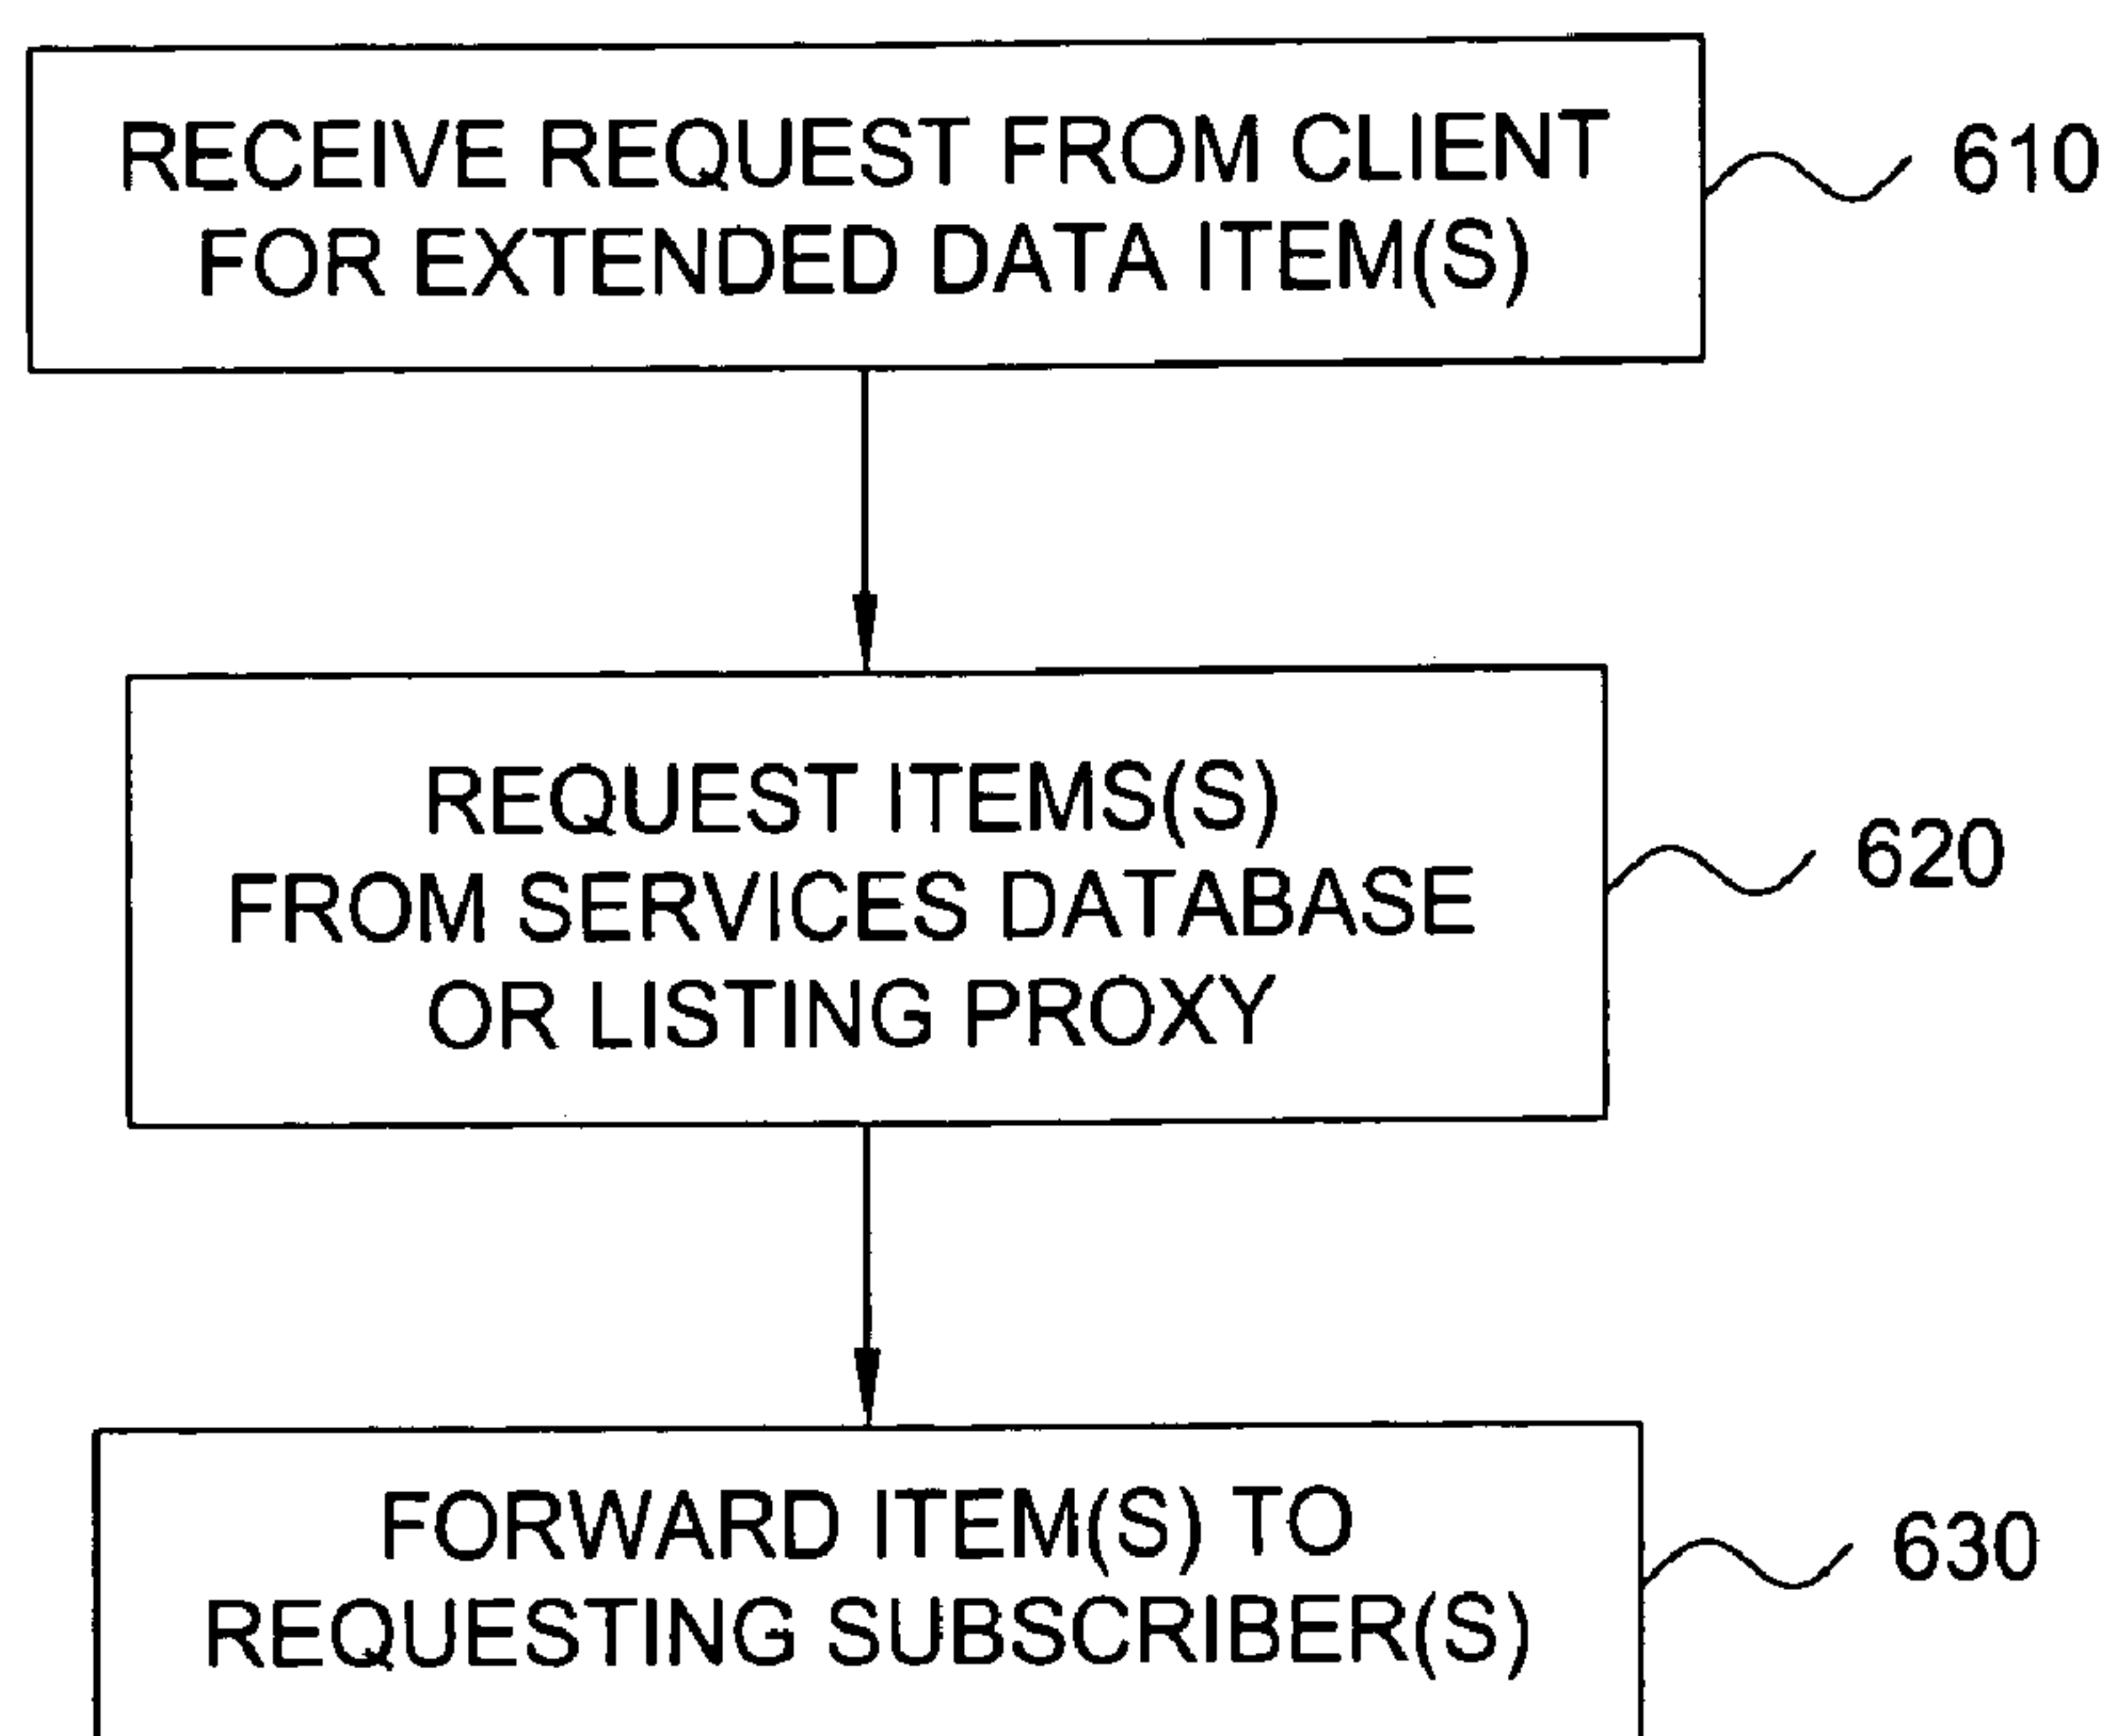 RECEIVE REQUEST FROM CLIENT
FOR EXTENDED DATA ITEM(S)
610
REQUEST ITEMS(S)
FROM SERVICES DATABASE
OR LISTING PROXY
620
FORWARD ITEM(S) TO
REQUESTING SUBSCRIBER(S)
630